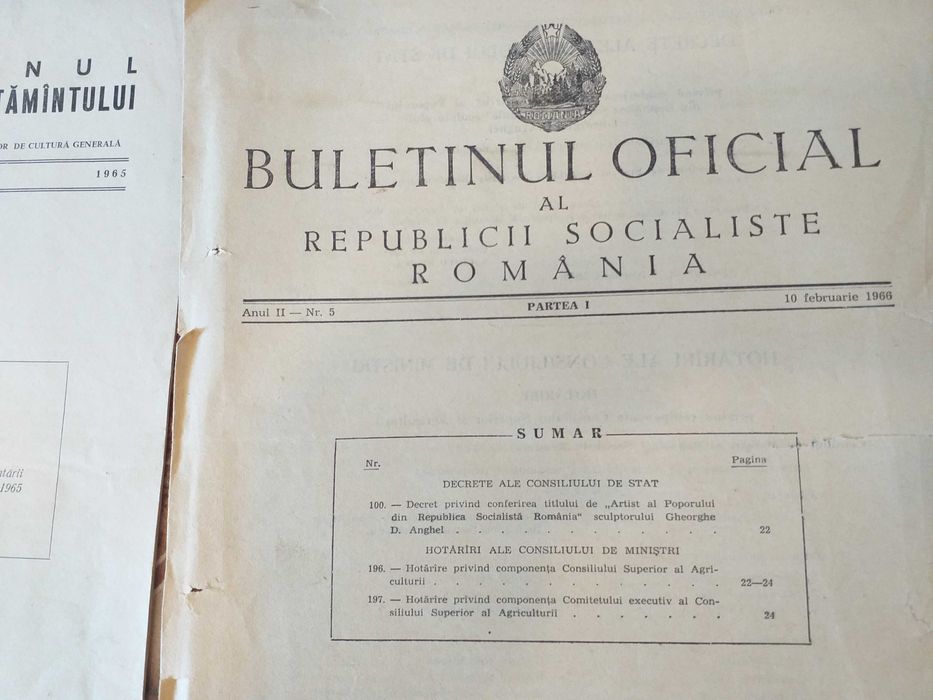 N U L
TĂMÎNTULUI
OR DE CULTURĂ GENERALĂ
1965
tării
1965
ROMANIA
BULETINUL OFICIAL
AL
REPUBLICII SOCIALISTE
ROMÂNIA
Anul II — Nr. 5
PARTEA I
10 februarie 1966
SUMAR
Nr.
Pagina
DECRETE ALE CONSILIULUI DE STAT
100. — Decret privind conferirea titlului de „Artist al Poporului
din Republica Socialistă România" sculptorului Gheorghe
D. Anghel . . . . . . . . . . . . . 22
HOTĂRÎRI ALE CONSILIULUI DE MINIȘTRI
196. — Hotărîre privind componența Consiliului Superior al Agri-
culturii . . . . . . . . . . . . . . 22—24
197. — Hotărîre privind componența Comitetului executiv al Con-
siliului Superior al Agriculturii . . . . . . . 24